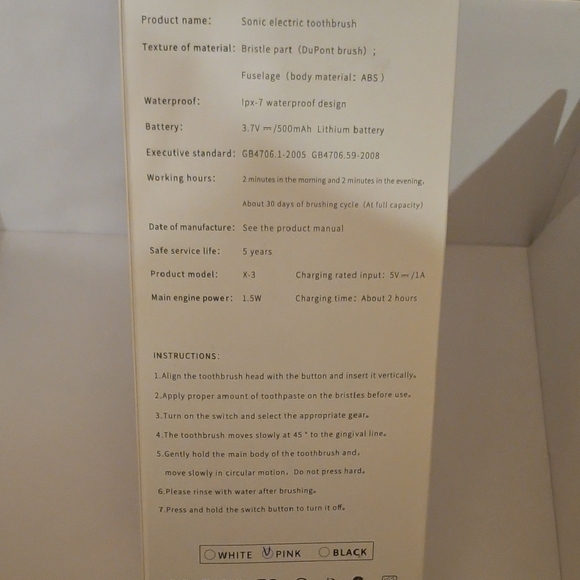 Product name: Sonic electric toothbrush
Texture of material: Bristle part (DuPont brush) ;
Fuselage (body material: ABS )
Waterproof: Ipx-7 waterproof design
Battery: 3.7V⎓/500mAh Lithium battery
Executive standard: GB4706.1-2005 GB4706.59-2008
Working hours: 2 minutes in the morning and 2 minutes in the evening.
About 30 days of brushing cycle (At full capacity)
Date of manufacture: See the product manual
Safe service life: 5 years
Product model: X-3 Charging rated input: 5V⎓/1A
Main engine power: 1.5W Charging time: About 2 hours
INSTRUCTIONS:
1.Align the toothbrush head with the button and insert it vertically.
2.Apply proper amount of toothpaste on the bristles before use.
3.Turn on the switch and select the appropriate gear.
4.The toothbrush moves slowly at 45 ° to the gingival line.
5.Gently hold the main body of the toothbrush and.
move slowly in circular motion. Do not press hard.
6.Please rinse with water after brushing.
7.Press and hold the switch button to turn it off.
WHITE PINK BLACK